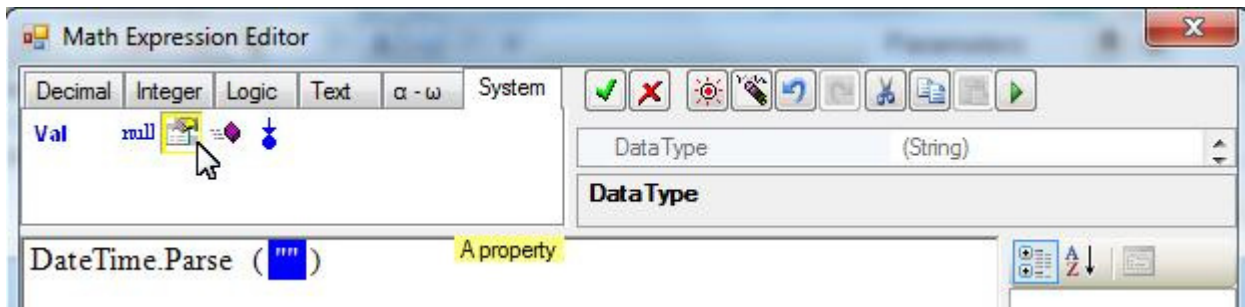 Math Expression Editor
Decimal Integer Logic Text α - ω System
Val null
DataType (String)
DataType
DateTime.Parse ("")
A property